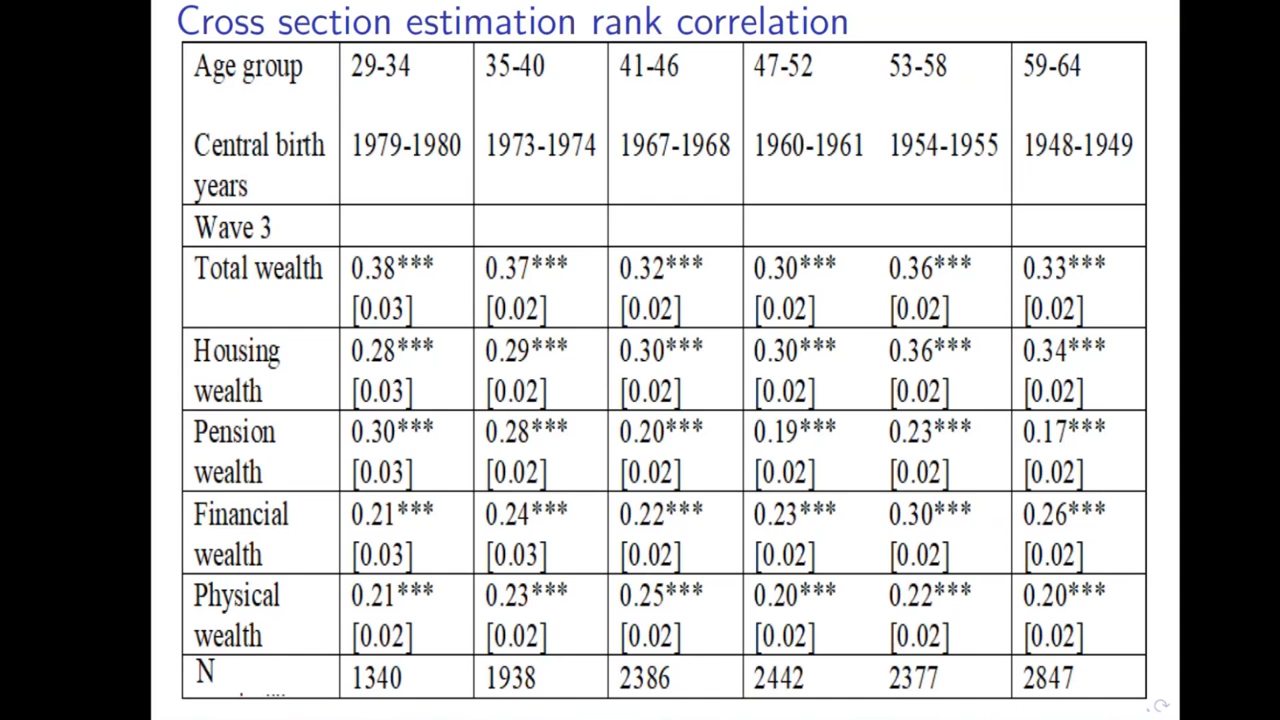 Cross section estimation rank correlation
Age group 29-34 35-40 41-46 47-52 53-58 59-64
Central birth 1979-1980 1973-1974 1967-1968 1960-1961 1954-1955 1948-1949
years
Wave 3
Total wealth 0.38*** 0.37*** 0.32*** 0.30*** 0.36*** 0.33***
[0.03] [0.02] [0.02] [0.02] [0.02] [0.02]
Housing 0.28*** 0.29*** 0.30*** 0.30*** 0.36*** 0.34***
wealth [0.03] [0.02] [0.02] [0.02] [0.02] [0.02]
Pension 0.30*** 0.28*** 0.20*** 0.19*** 0.23*** 0.17***
wealth [0.03] [0.02] [0.02] [0.02] [0.02] [0.02]
Financial 0.21*** 0.24*** 0.22*** 0.23*** 0.30*** 0.26***
wealth [0.03] [0.03] [0.02] [0.02] [0.02] [0.02]
Physical 0.21*** 0.23*** 0.25*** 0.20*** 0.22*** 0.20***
wealth [0.02] [0.02] [0.02] [0.02] [0.02] [0.02]
N 1340 1938 2386 2442 2377 2847